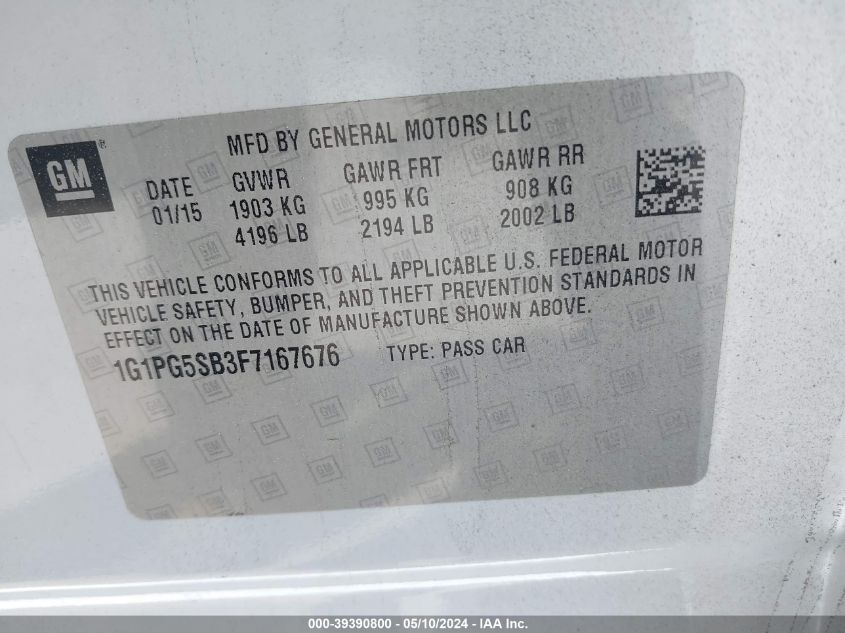 GM ®
MFD BY GENERAL MOTORS LLC
DATE GVWR GAWR FRT GAWR RR
01/15 1903 KG 995 KG 908 KG
4196 LB 2194 LB 2002 LB
THIS VEHICLE CONFORMS TO ALL APPLICABLE U.S. FEDERAL MOTOR
VEHICLE SAFETY, BUMPER, AND THEFT PREVENTION STANDARDS IN
EFFECT ON THE DATE OF MANUFACTURE SHOWN ABOVE.
1G1PG5SB3F7167676 TYPE: PASS CAR
000-39390800 - 05/10/2024 - IAA Inc.